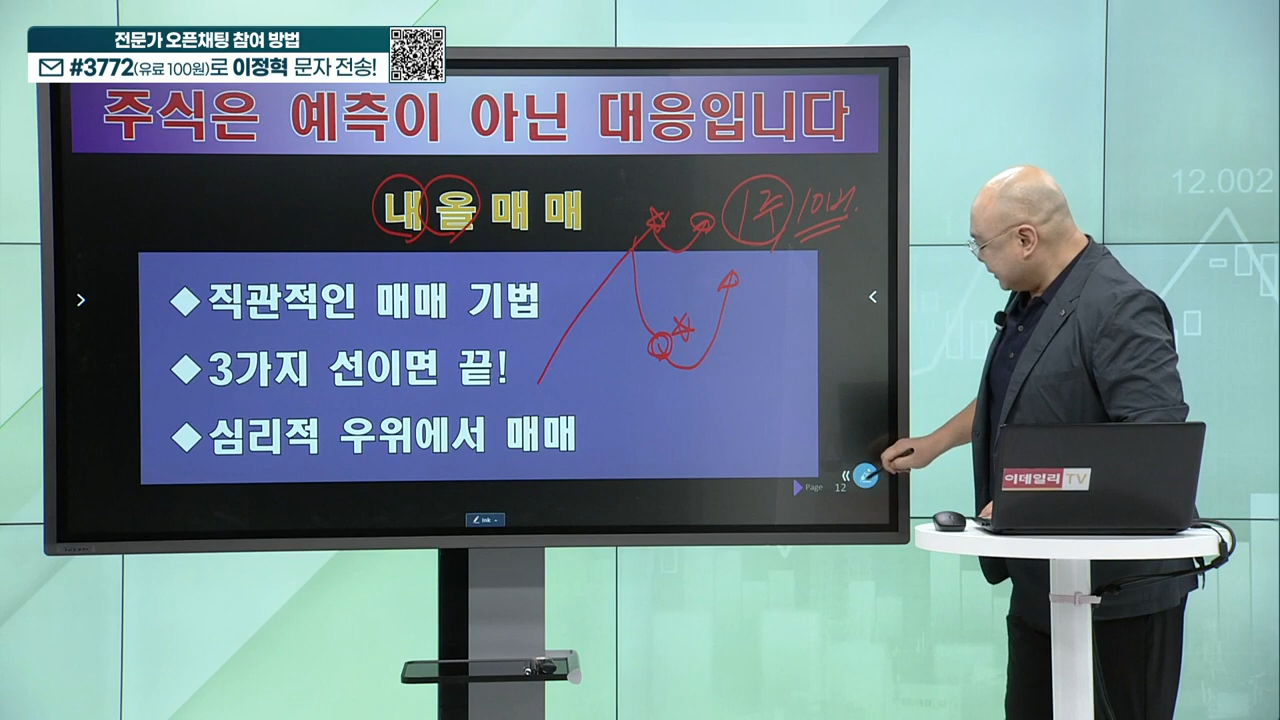 전문가 오픈채팅 참여 방법
#3772(유료 100원)로 이정혁 문자 전송!
주식은 예측이 아닌 대응입니다
내올매매
1주 10번.
◆직관적인 매매 기법
◆3가지 선이면 끝!
◆심리적 우위에서 매매
Page 12
Ink
이데일리TV
12.002